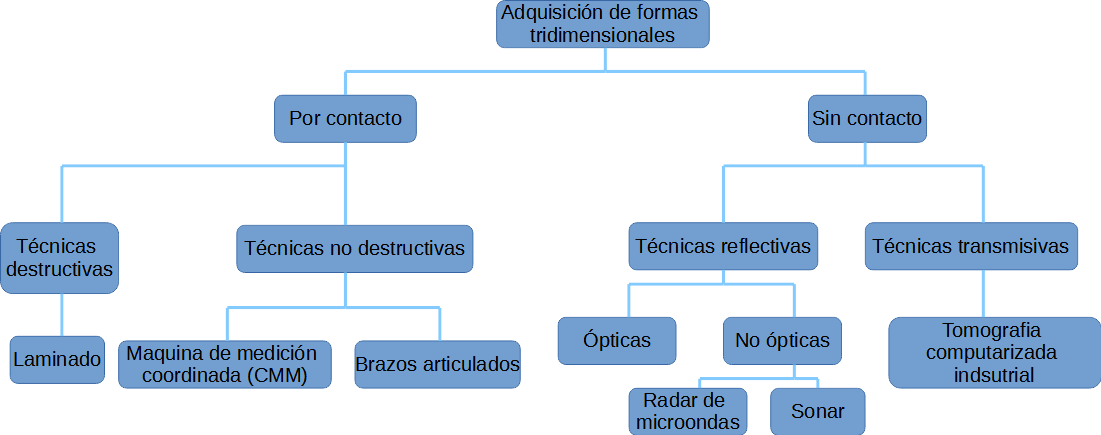 Adquisición de formas
tridimensionales
Por contacto
Sin contacto
Técnicas
destructivas
Técnicas no destructivas
Técnicas reflectivas
Técnicas transmisivas
Laminado
Maquina de medición
coordinada (CMM)
Brazos articulados
Ópticas
No ópticas
Tomografia
computarizada
indsutrial
Radar de
microondas
Sonar